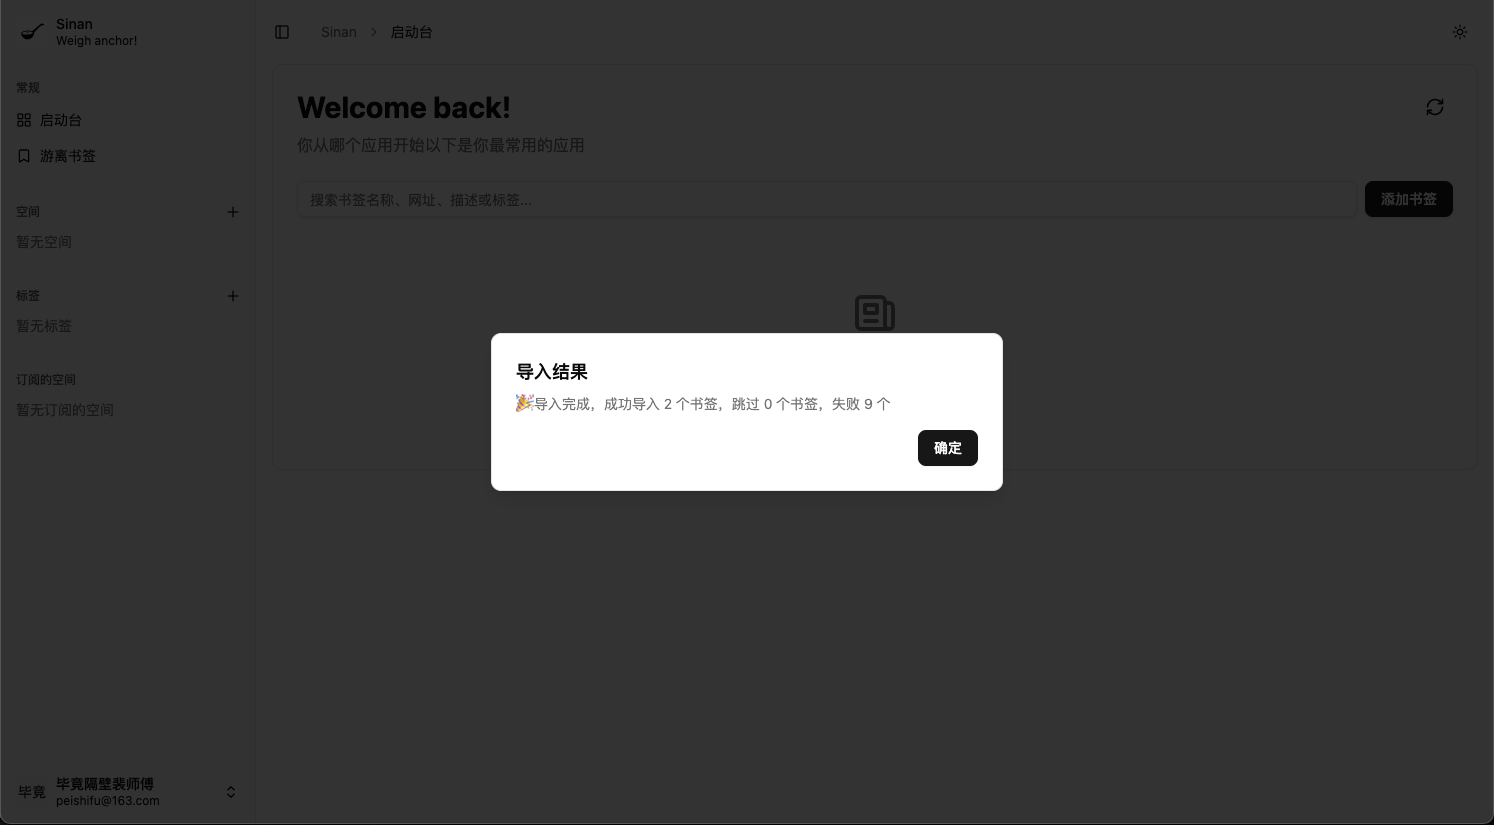 Sinan
Weigh anchor!
常规
启动台
游离书签
空间
暂无空间
标签
暂无标签
订阅的空间
暂无订阅的空间
毕竟
毕竟隔壁裴师傅
peishifu@163.com
Sinan > 启动台
Welcome back!
你从哪个应用开始以下是你最常用的应用
搜索书签名称、网址、描述或标签...
添加书签
导入结果
🎉导入完成，成功导入 2 个书签，跳过 0 个书签，失败 9 个
确定